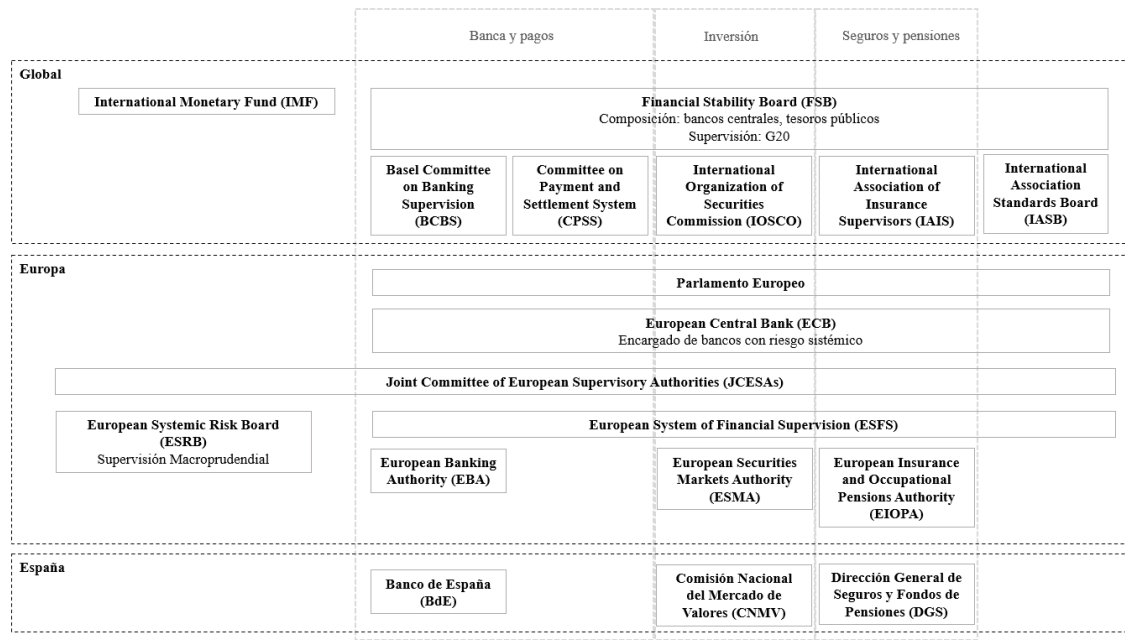 Banca y pagos
Inversión
Seguros y pensiones
Global
International Monetary Fund (IMF)
Financial Stability Board (FSB)
Composición: bancos centrales, tesoros públicos
Supervisión: G20
Basel Committee
on Banking
Supervision
(BCBS)
Committee on
Payment and
Settlement System
(CPSS)
International
Organization of
Securities
Commission (IOSCO)
International
Association of
Insurance
Supervisors (IAIS)
International
Association
Standards Board
(IASB)
Europa
Parlamento Europeo
European Central Bank (ECB)
Encargado de bancos con riesgo sistémico
Joint Committee of European Supervisory Authorities (JCESAs)
European Systemic Risk Board
(ESRB)
Supervisión Macroprudendial
European System of Financial Supervision (ESFS)
European Banking
Authority (EBA)
European Securities
Markets Authority
(ESMA)
European Insurance
and Occupational
Pensions Authority
(EIOPA)
España
Banco de España
(BdE)
Comisión Nacional
del Mercado de
Valores (CNMV)
Dirección General de
Seguros y Fondos de
Pensiones (DGS)